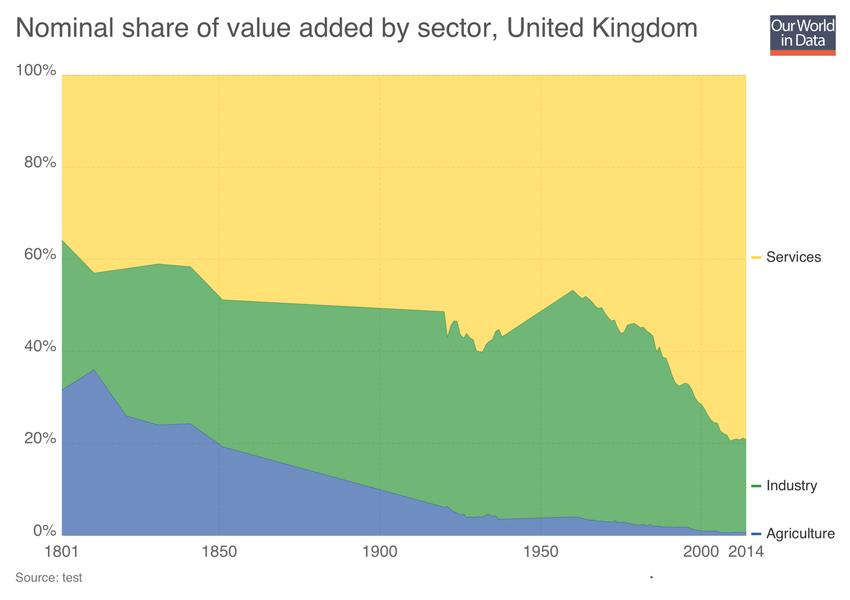 Nominal share of value added by sector, United Kingdom
Our World
in Data
100%
80%
60%
40%
20%
0%
Services
Industry
Agriculture
1801 1850 1900 1950 2000 2014
Source: test